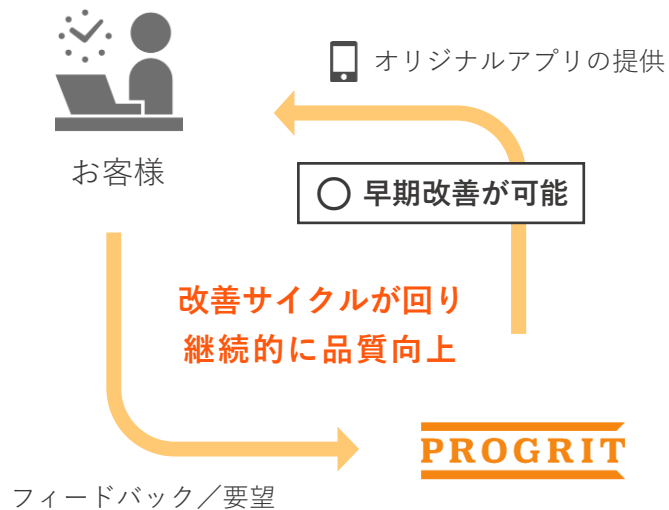 オリジナルアプリの提供
お客様
◯ 早期改善が可能
改善サイクルが回り
継続的に品質向上
PROGRIT
フィードバック／要望